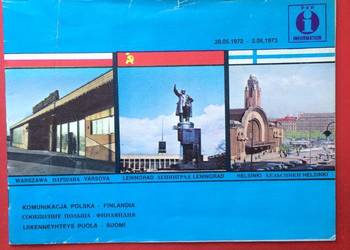 PKP
i
INFORMATION
28.05.1972 - 2.06.1973
WARSZAWA ВАРШАВА VARSOVA
LENINGRAD ЛЕНИНГРАД LENINGRAD
HELSINKI ХЕЛЬСИНКИ HELSINKI
KOMUNIKACJA POLSKA - FINLANDIA
СООБЩЕНИЕ ПОЛЬША - ФИНЛЯНДИЯ
LIIKENNEYHTEYS PUOLA - SUOMI